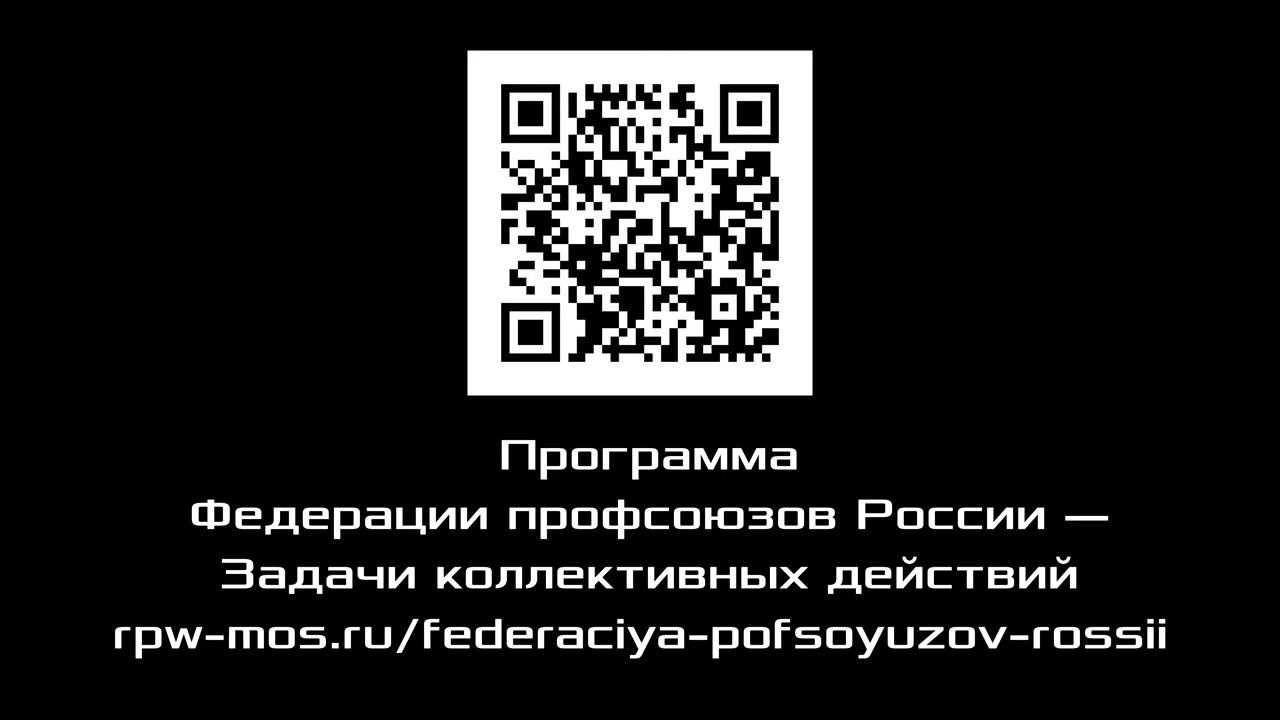 Программа
Федерации профсоюзов России —
Задачи коллективных действий
rpw-mos.ru/federaciya-pofsoyuzov-rossii